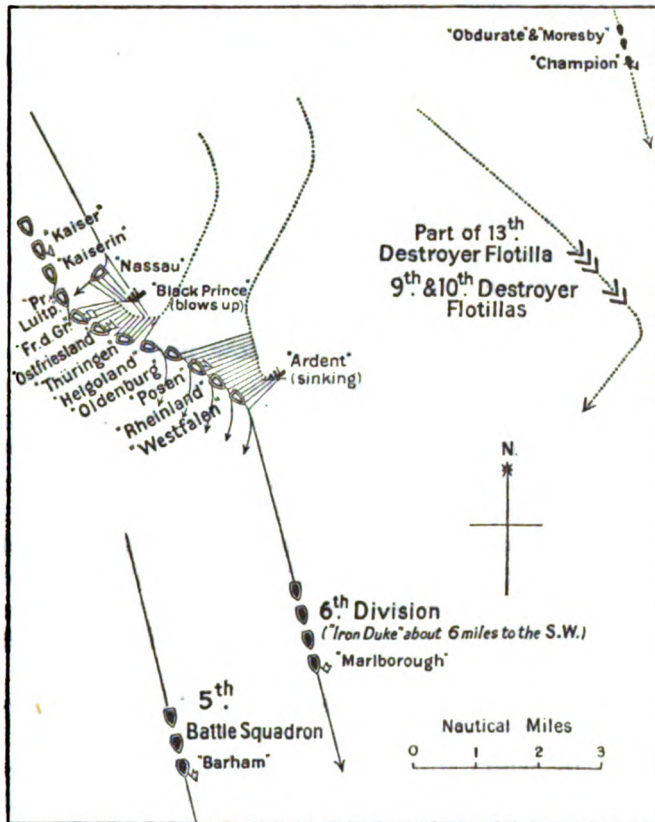 "Obdurate" & "Moresby"
"Champion"
"Kaiser"
"Kaiserin"
"Nassau"
"Pr.
Luitp."
"Black Prince"
(blows up)
"Fr.d.Gr."
"Ostfriesland"
"Thüringen"
"Helgoland"
"Oldenburg"
"Posen"
"Rheinland"
"Westfalen"
"Ardent"
(sinking)
Part of 13th
Destroyer Flotilla
9th & 10th Destroyer
Flotillas
N.
6th Division
("Iron Duke" about 6 miles to the S.W.)
"Marlborough"
5th
Battle Squadron
"Barham"
Nautical Miles
0 1 2 3